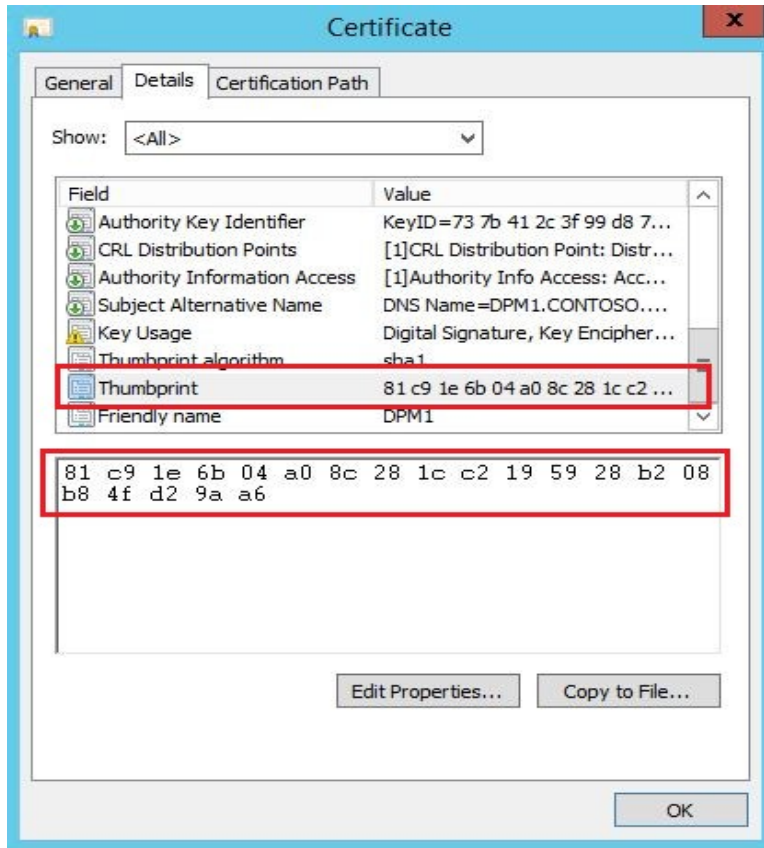 Certificate
x
General Details Certification Path
Show: <All>
Field Value
Authority Key Identifier KeyID=73 7b 41 2c 3f 99 d8 7...
CRL Distribution Points [1]CRL Distribution Point: Distr...
Authority Information Access [1]Authority Info Access: Acc...
Subject Alternative Name DNS Name=DPM1.CONTOSO....
Key Usage Digital Signature, Key Encipher...
Thumbprint algorithm sha1
Thumbprint 81 c9 1e 6b 04 a0 8c 28 1c c2 ...
Friendly name DPM1
81 c9 1e 6b 04 a0 8c 28 1c c2 19 59 28 b2 08
b8 4f d2 9a a6
Edit Properties... Copy to File...
OK